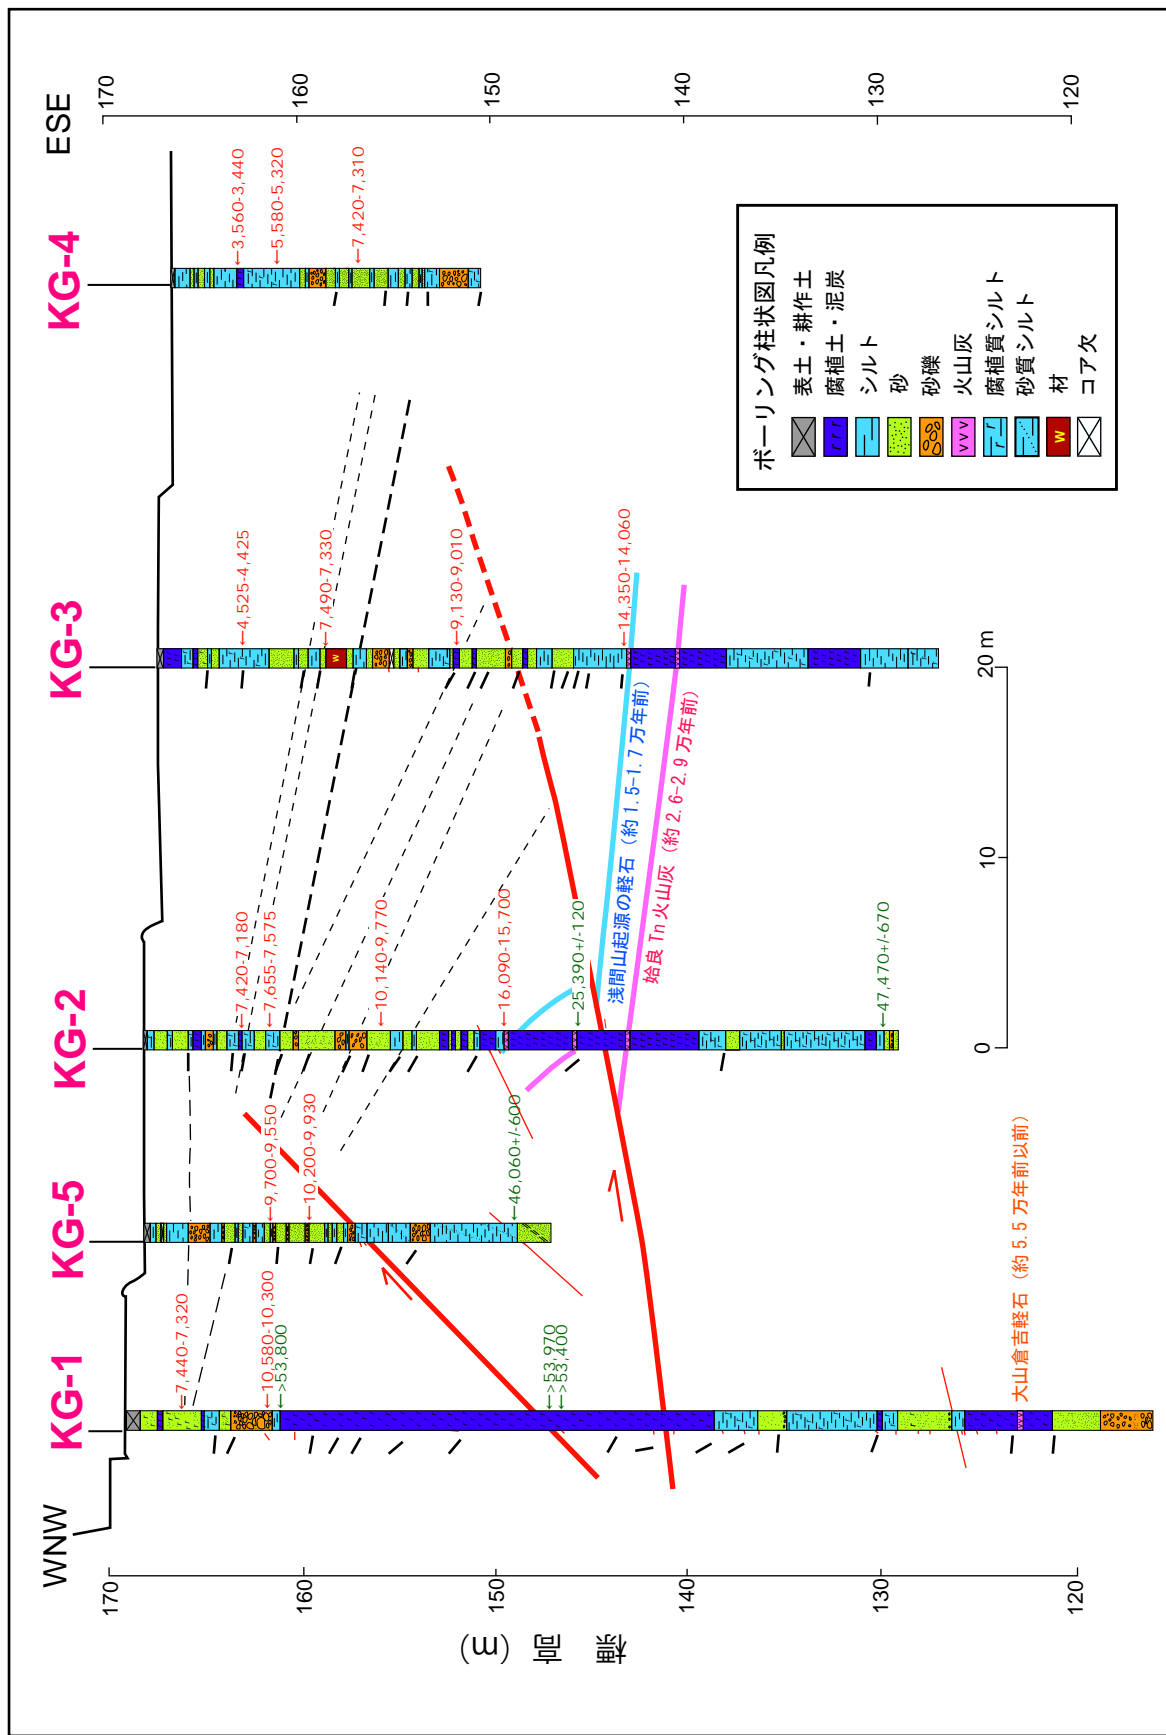 WNW
ESE
KG-1
KG-5
KG-2
KG-3
KG-4
標 高 (m)
170
160
150
140
130
120
170
160
150
140
130
120
←7,440-7,320
←10,580-10,300
←>53,800
←>53,970
←>53,400
大山倉吉軽石 (約 5.5 万年前以前)
←9,700-9,550
←10,200-9,930
←46,060+/-600
←7,420-7,180
←7,655-7,575
←10,140-9,770
←16,090-15,700
←25,390+/-120
←47,470+/-670
浅間山起源の軽石 (約 1.5-1.7 万年前)
姶良 Tn 火山灰 (約 2.6-2.9 万年前)
←4,525-4,425
←7,490-7,330
W
←9,130-9,010
←14,350-14,060
←3,560-3,440
←5,580-5,320
←7,420-7,310
0
10
20 m
ボーリング柱状図凡例
表土・耕作土
腐植土・泥炭
シルト
砂
砂礫
火山灰
腐植質シルト
砂質シルト
W 材
コア欠